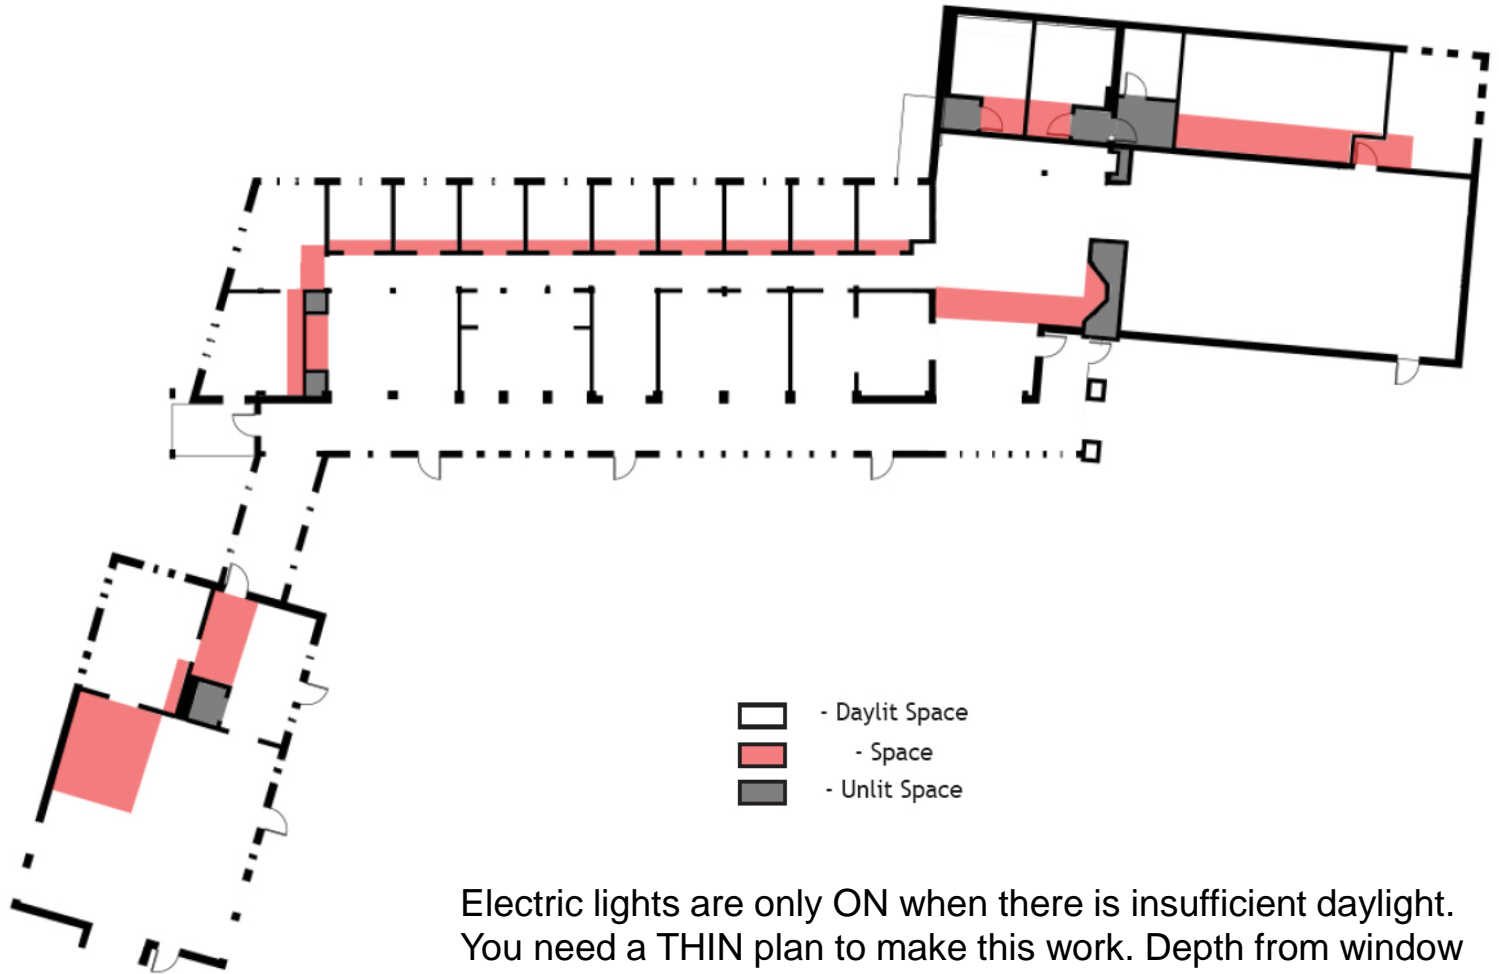 - Daylit Space
- Space
- Unlit Space
Electric lights are only ON when there is insufficient daylight.
You need a THIN plan to make this work. Depth from window